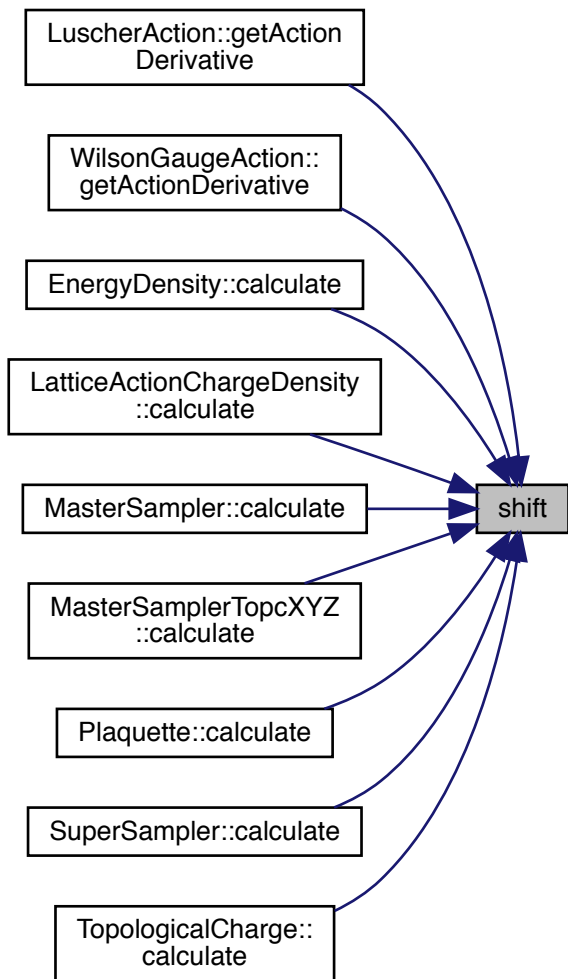 LuscherAction::getAction
Derivative
WilsonGaugeAction::
getActionDerivative
EnergyDensity::calculate
LatticeActionChargeDensity
::calculate
MasterSampler::calculate
shift
MasterSamplerTopcXYZ
::calculate
Plaquette::calculate
SuperSampler::calculate
TopologicalCharge::
calculate